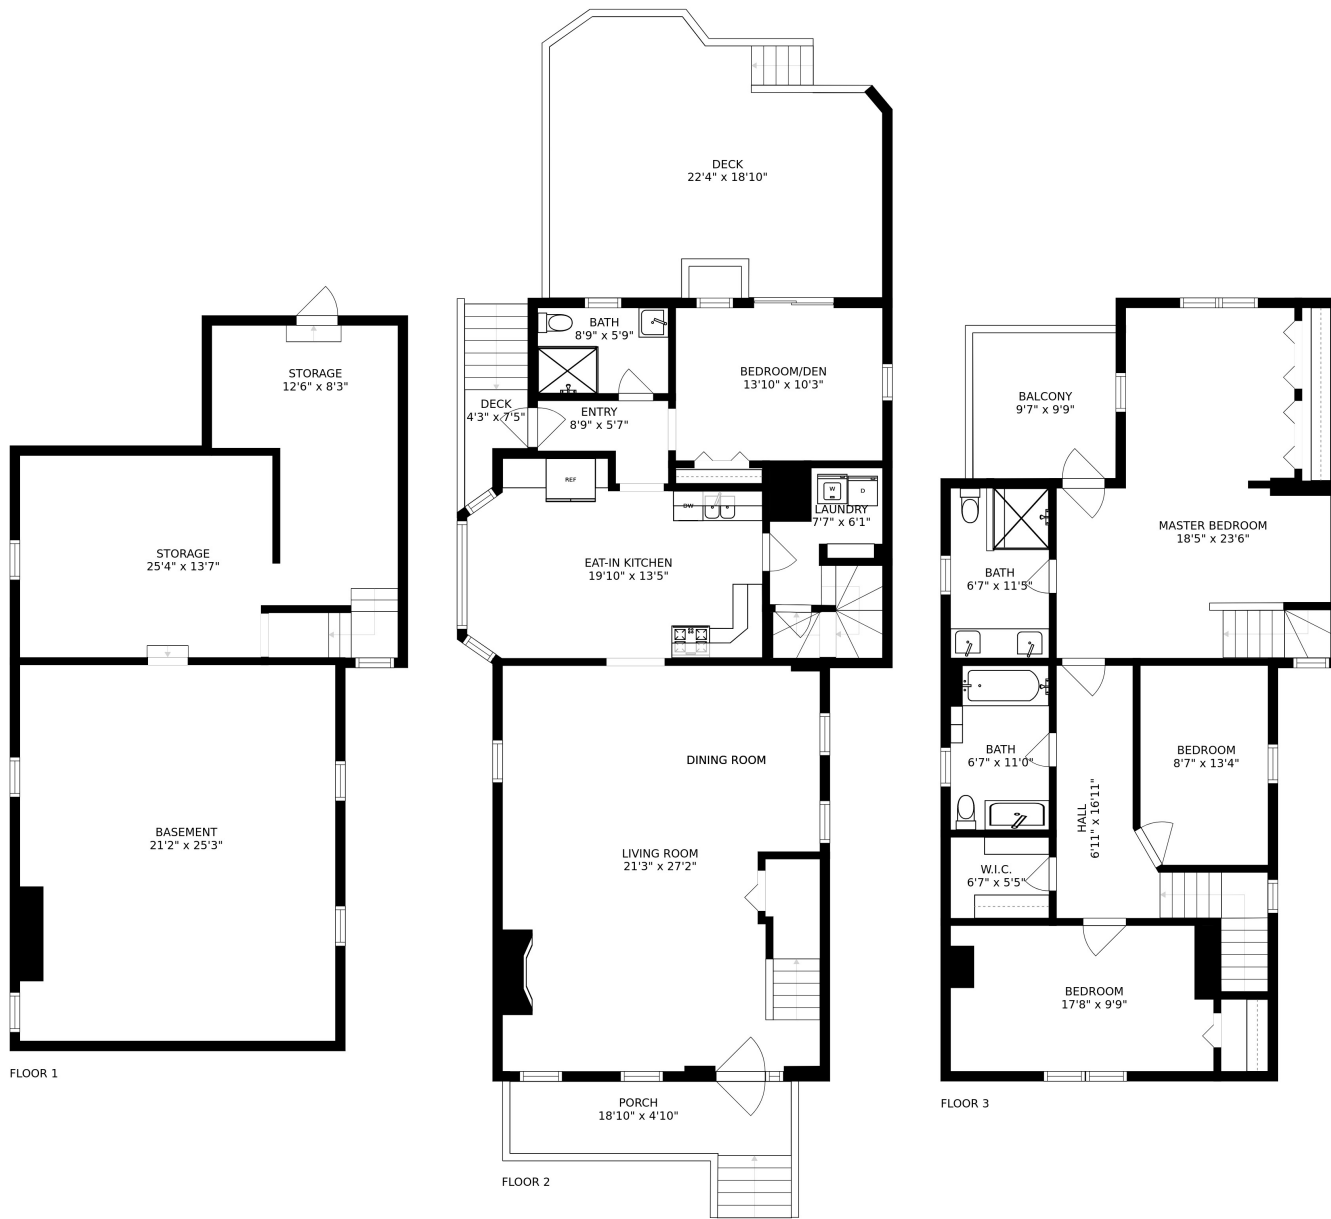 STORAGE
12'6" x 8'3"
STORAGE
25'4" x 13'7"
BASEMENT
21'2" x 25'3"
FLOOR 1
DECK
22'4" x 18'10"
BATH
8'9" x 5'9"
BEDROOM/DEN
13'10" x 10'3"
DECK
4'3" x 7'5"
ENTRY
8'9" x 5'7"
REF
DW
W
D
LAUNDRY
7'7" x 6'1"
EAT-IN KITCHEN
19'10" x 13'5"
DINING ROOM
LIVING ROOM
21'3" x 27'2"
PORCH
18'10" x 4'10"
FLOOR 2
BALCONY
9'7" x 9'9"
MASTER BEDROOM
18'5" x 23'6"
BATH
6'7" x 11'5"
BATH
6'7" x 11'0"
BEDROOM
8'7" x 13'4"
HALL
6'11" x 16'11"
W.I.C.
6'7" x 5'5"
BEDROOM
17'8" x 9'9"
FLOOR 3